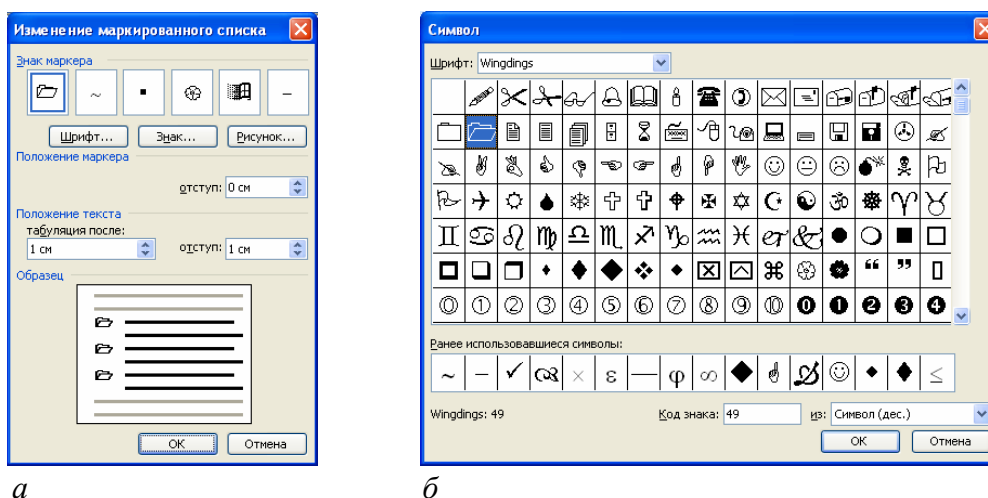 Изменение маркированного списка
Знак маркера
Шрифт...
Знак...
Рисунок...
Положение маркера
отступ: 0 см
Положение текста
табуляция после:
1 см
отступ: 1 см
Образец
ОК
Отмена
а
Символ
Шрифт: Wingdings
Ранее использовавшиеся символы:
~ — ✓ × ε — φ ∞ ≤
Wingdings: 49
Код знака: 49
из: Символ (дес.)
ОК
Отмена
б